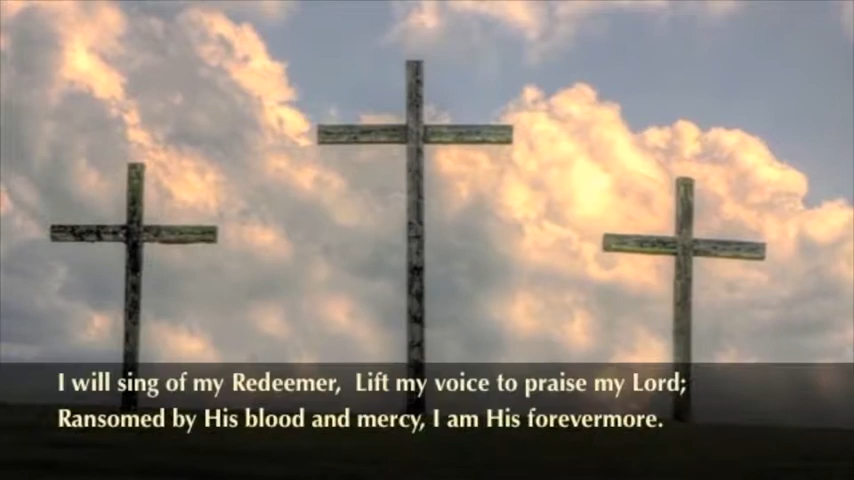 I will sing of my Redeemer, Lift my voice to praise my Lord;
Ransomed by His blood and mercy, I am His forevermore.